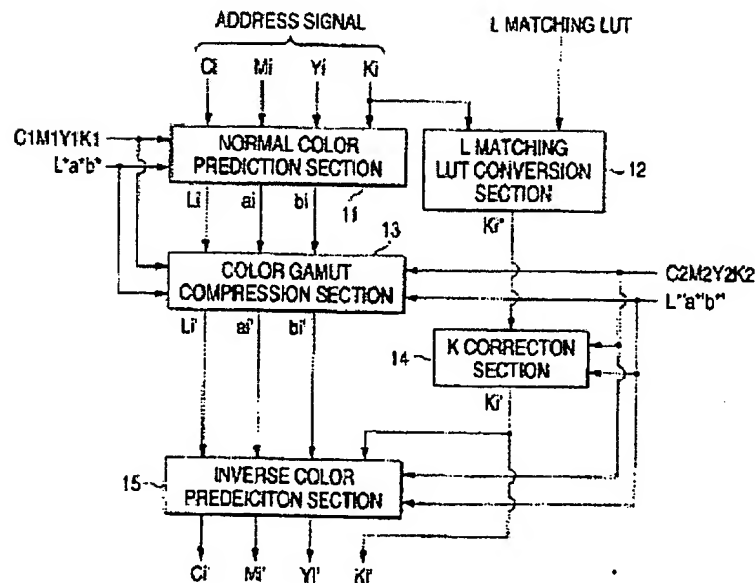 ADDRESS SIGNAL
L MATCHING LUT
Ci Mi Yi Ki
C1M1Y1K1
L*a*b*
NORMAL COLOR
PREDICTION SECTION
11
L MATCHING
LUT CONVERSION
SECTION
12
Li ai bi
Ki"
13
COLOR GAMUT
COMPRESSION SECTION
C2M2Y2K2
L*'a*'b*'
Li' ai' bi'
14
K CORRECTON
SECTION
Ki'
15
INVERSE COLOR
PREDEICITON SECTION
Ci' Mi' Yi' Ki'